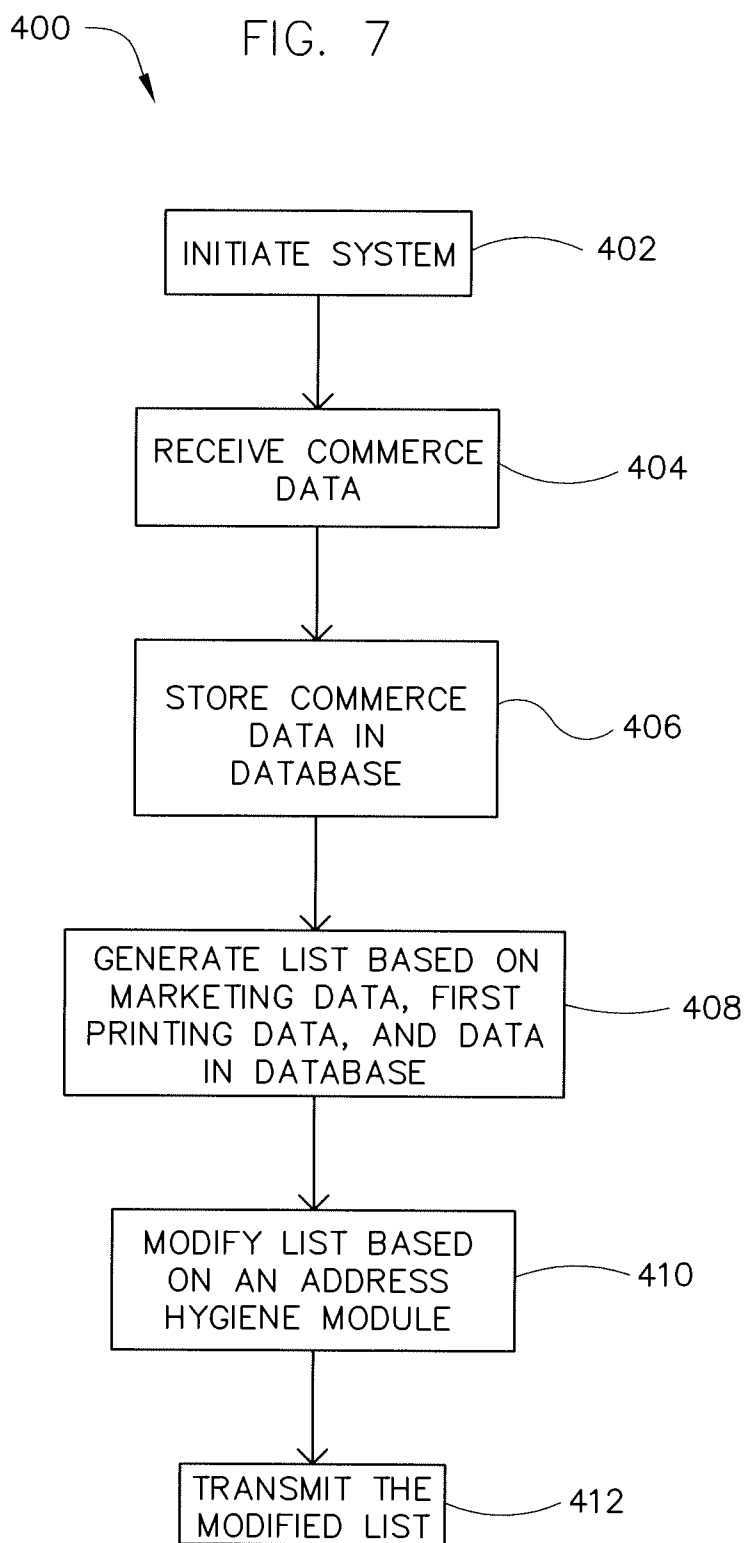 400
FIG. 7
INITIATE SYSTEM
402
RECEIVE COMMERCE
DATA
404
STORE COMMERCE
DATA IN
DATABASE
406
GENERATE LIST BASED ON
MARKETING DATA, FIRST
PRINTING DATA, AND DATA
IN DATABASE
408
MODIFY LIST BASED
ON AN ADDRESS
HYGIENE MODULE
410
TRANSMIT THE
MODIFIED LIST
412